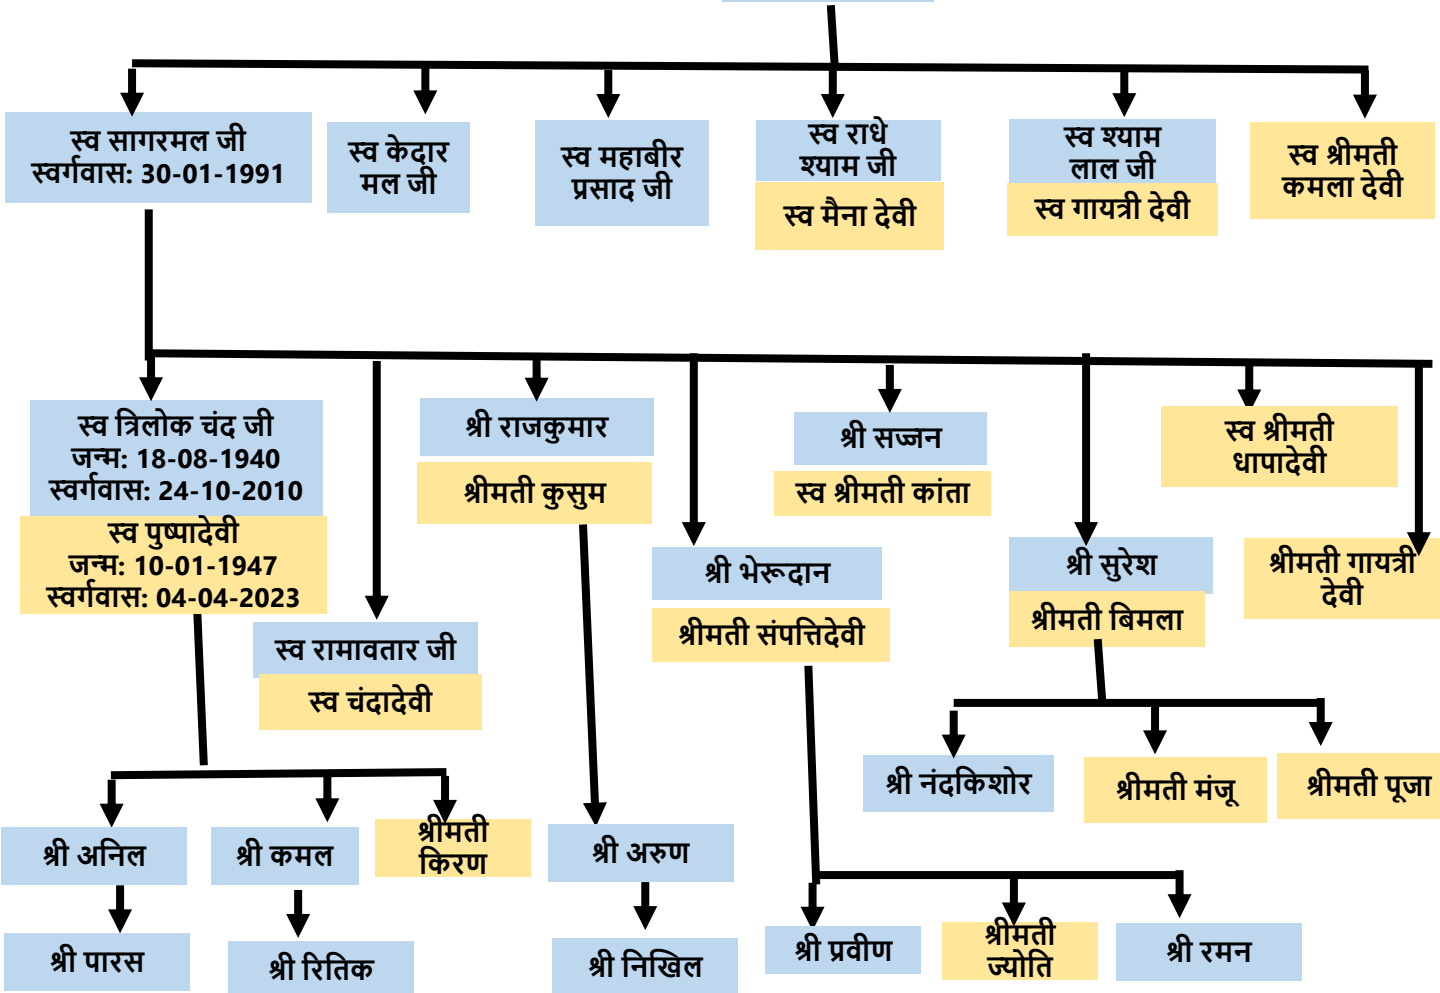 स्व सागरमल जी
स्वर्गवास: 30-01-1991
स्व केदार
मल जी
स्व महाबीर
प्रसाद जी
स्व राधे
श्याम जी
स्व मैना देवी
स्व श्याम
लाल जी
स्व गायत्री देवी
स्व श्रीमती
कमला देवी
स्व त्रिलोक चंद जी
जन्म: 18-08-1940
स्वर्गवास: 24-10-2010
स्व पुष्पादेवी
जन्म: 10-01-1947
स्वर्गवास: 04-04-2023
स्व रामावतार जी
स्व चंदादेवी
श्री राजकुमार
श्रीमती कुसुम
श्री भेरूदान
श्रीमती संपत्तिदेवी
श्री सज्जन
स्व श्रीमती कांता
श्री सुरेश
श्रीमती बिमला
स्व श्रीमती
धापादेवी
श्रीमती गायत्री
देवी
श्री नंदकिशोर
श्रीमती मंजू
श्रीमती पूजा
श्री अनिल
श्री कमल
श्रीमती
किरण
श्री अरुण
श्री पारस
श्री रितिक
श्री निखिल
श्री प्रवीण
श्रीमती
ज्योति
श्री रमन